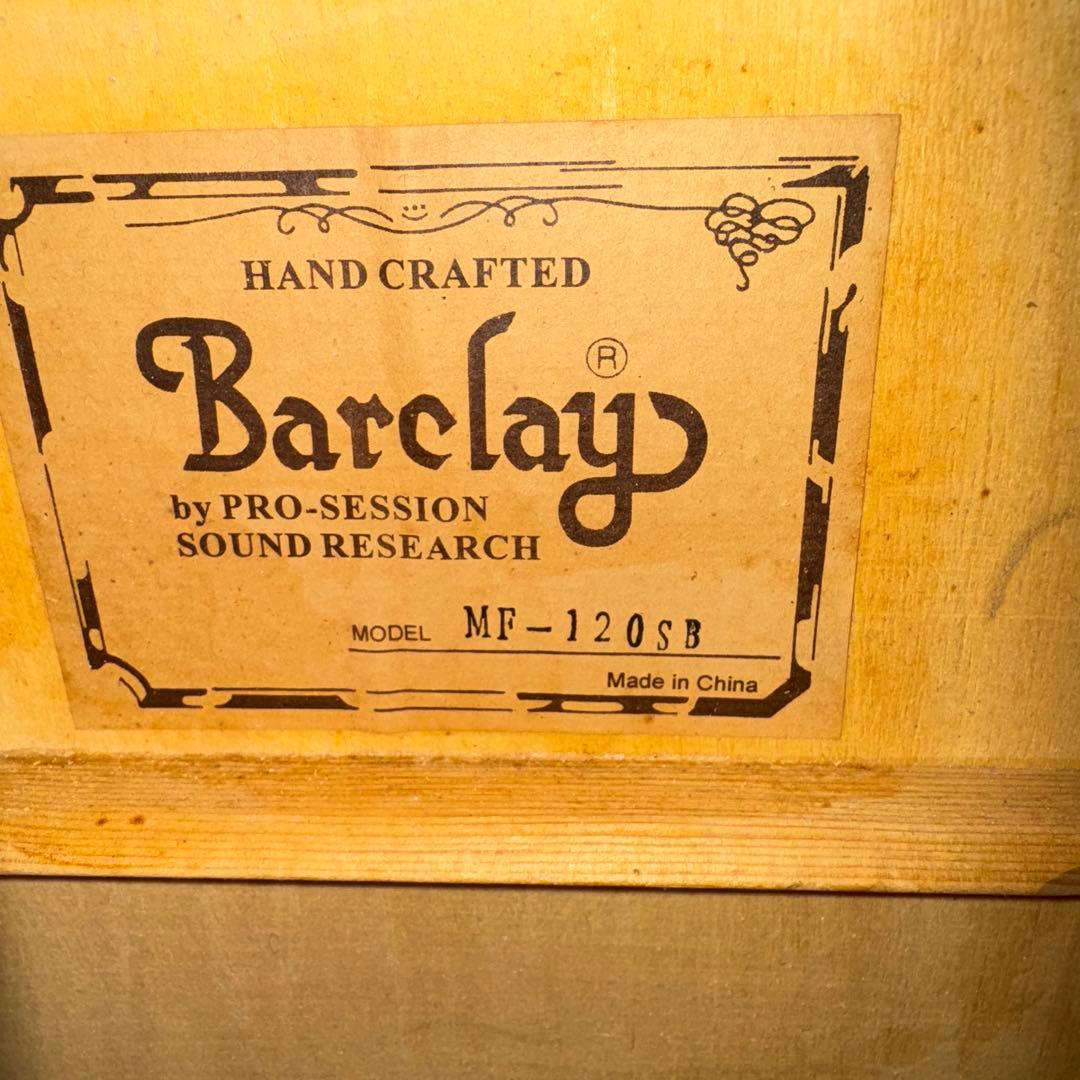 HAND CRAFTED
Barclay®
by PRO-SESSION
SOUND RESEARCH
MODEL MF-120SB
Made in China